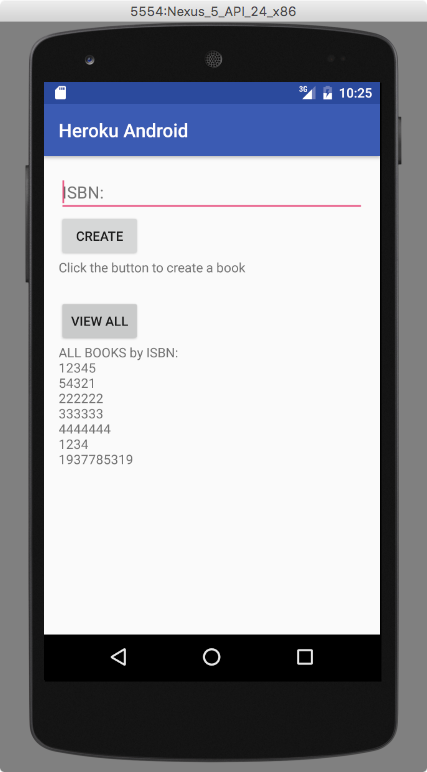 5554:Nexus_5_API_24_x86
3G 10:25
Heroku Android
ISBN:
CREATE
Click the button to create a book
VIEW ALL
ALL BOOKS by ISBN:
12345
54321
222222
333333
4444444
1234
1937785319